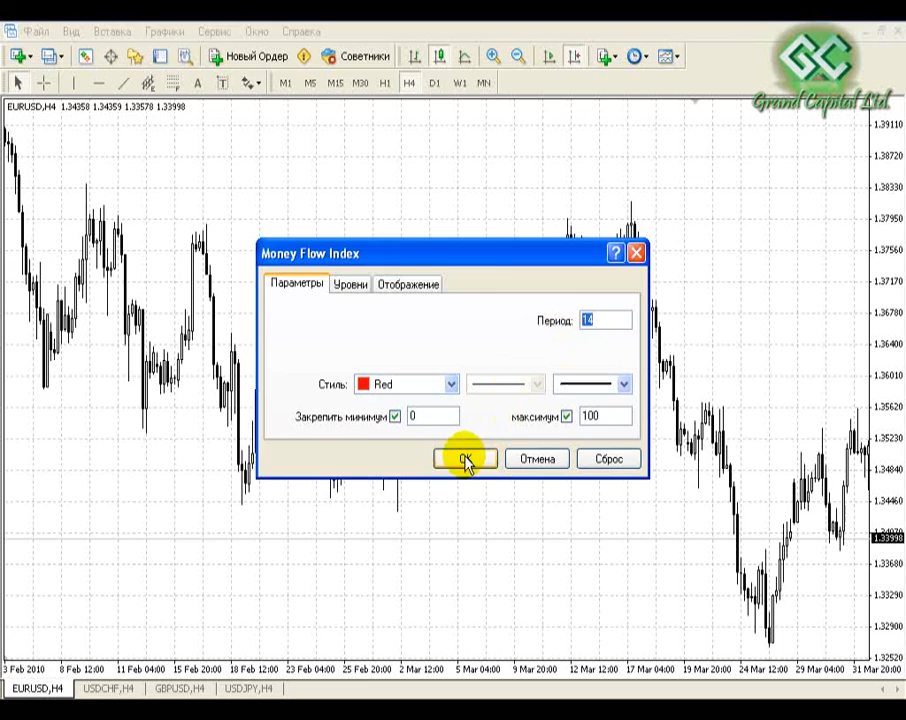 Файл Вид Вставка Графики Сервис Окно Справка
Новый Ордер Советники
GC
Grand Capital Ltd.
A T M1 M5 M15 M30 H1 H4 D1 W1 MN
EURUSD,H4 1.34358 1.34359 1.33578 1.33998
1.39110
1.38720
1.38330
1.37950
1.37560
1.37170
1.36780
1.36400
1.36010
1.35620
1.35230
1.34840
1.34460
1.34070
1.33998
1.33680
1.33290
1.32900
1.32520
Money Flow Index
Параметры Уровни Отображение
Период: 14
Стиль: Red
Закрепить минимум 0 максимум 100
OK Отмена Сброс
3 Feb 2010 8 Feb 12:00 11 Feb 04:00 15 Feb 20:00 18 Feb 12:00 23 Feb 04:00 25 Feb 20:00 2 Mar 12:00 5 Mar 04:00 9 Mar 20:00 12 Mar 12:00 17 Mar 04:00 19 Mar 20:00 24 Mar 12:00 29 Mar 04:00 31 Mar 20:00
EURUSD,H4 USDCHF,H4 GBPUSD,H4 USDJPY,H4